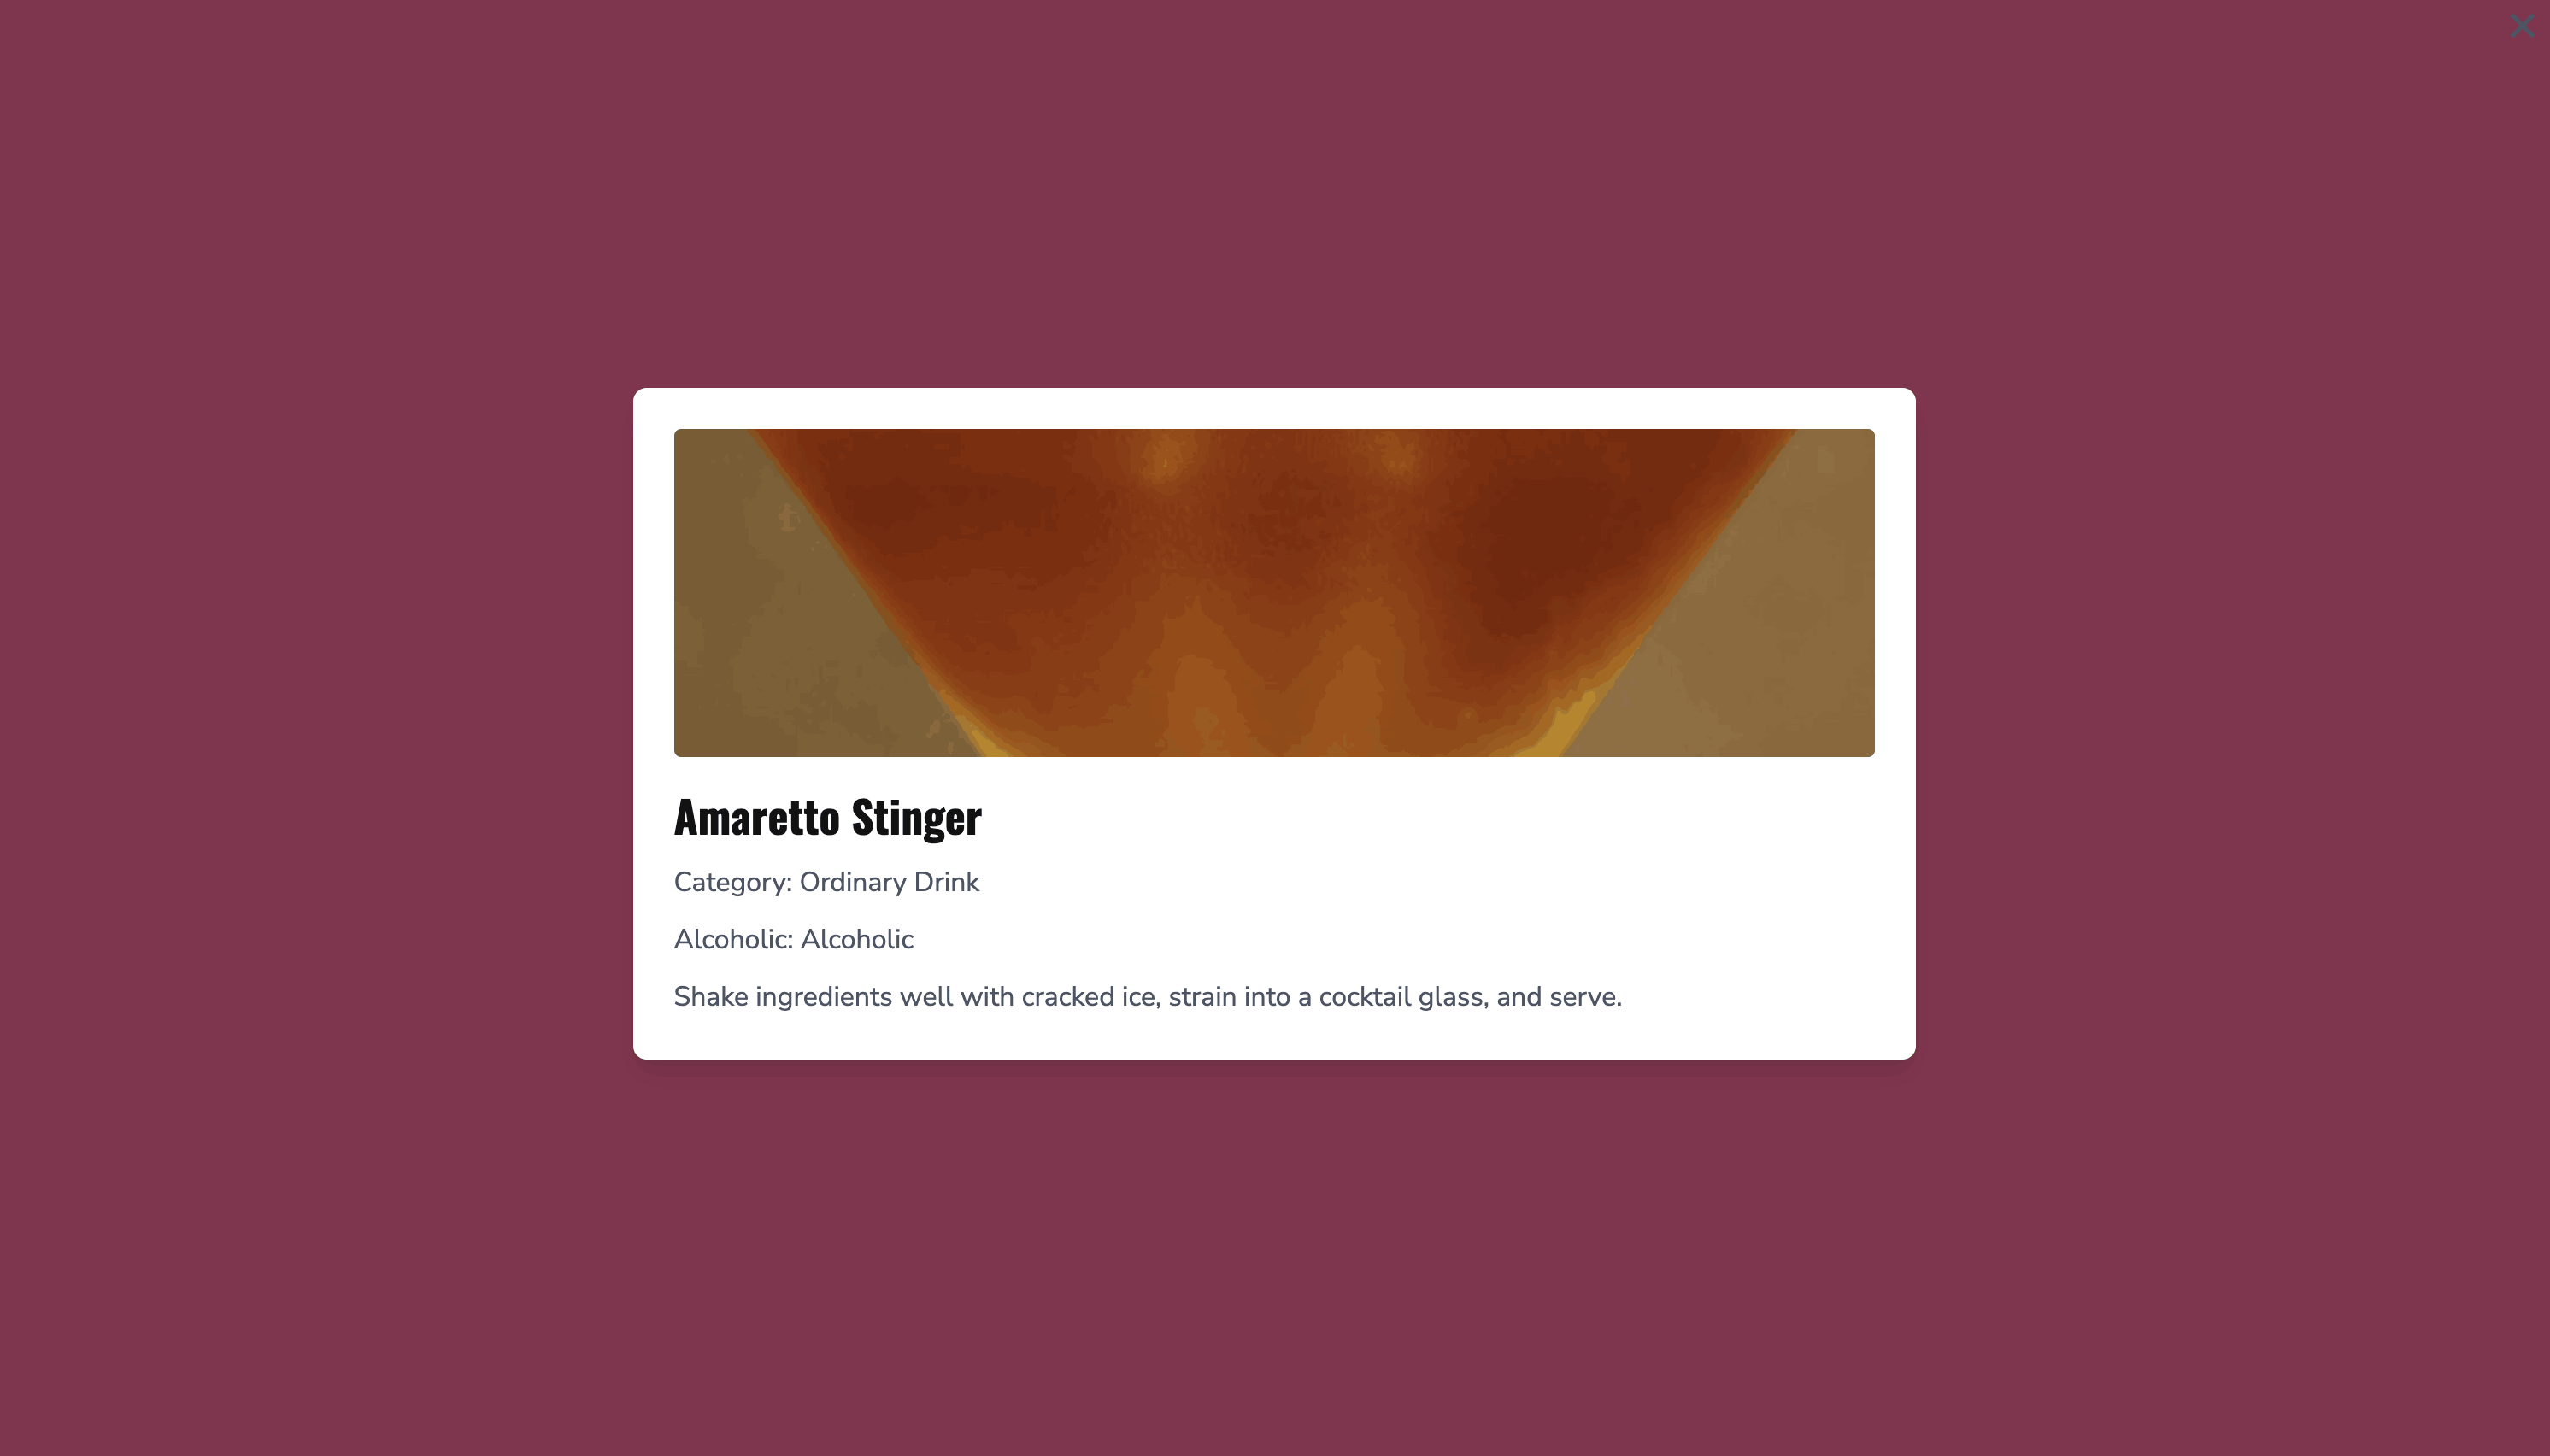 Amaretto Stinger
Category: Ordinary Drink
Alcoholic: Alcoholic
Shake ingredients well with cracked ice, strain into a cocktail glass, and serve.